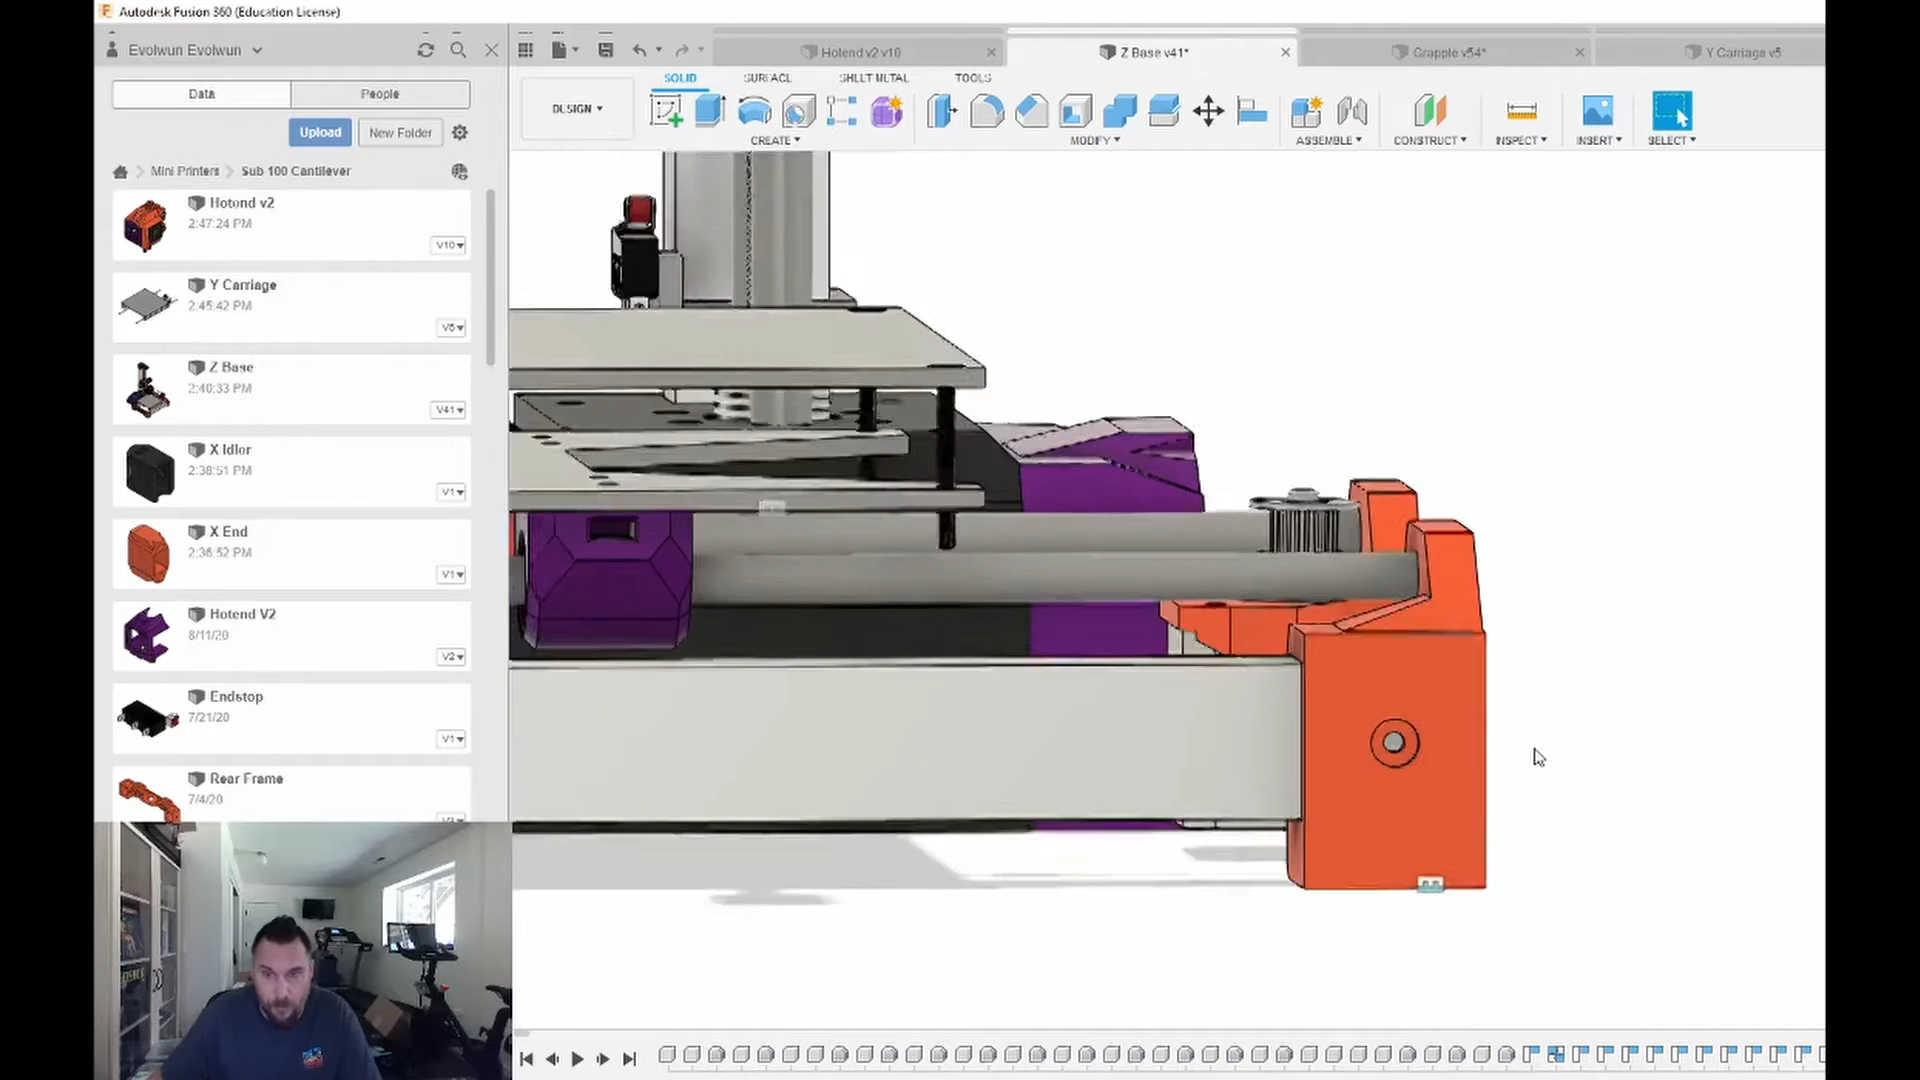 Autodesk Fusion 360 (Education License)
Evolwun Evolwun
Data
People
Upload
New Folder
Mini Printers
Sub 100 Cantilever
Hotend v2
2:47:24 PM
V10
Y Carriage
2:45:42 PM
V5
Z Base
2:40:33 PM
V41
X Idler
2:38:51 PM
V1
X End
2:36:52 PM
V1
Hotend V2
8/11/20
V2
Endstop
7/21/20
V1
Rear Frame
7/4/20
Hotend v2 v10
Z Base v41*
Grapple v54*
Y Carriage v5
DESIGN
SOLID
SURFACE
SHEET METAL
TOOLS
CREATE
MODIFY
ASSEMBLE
CONSTRUCT
INSPECT
INSERT
SELECT